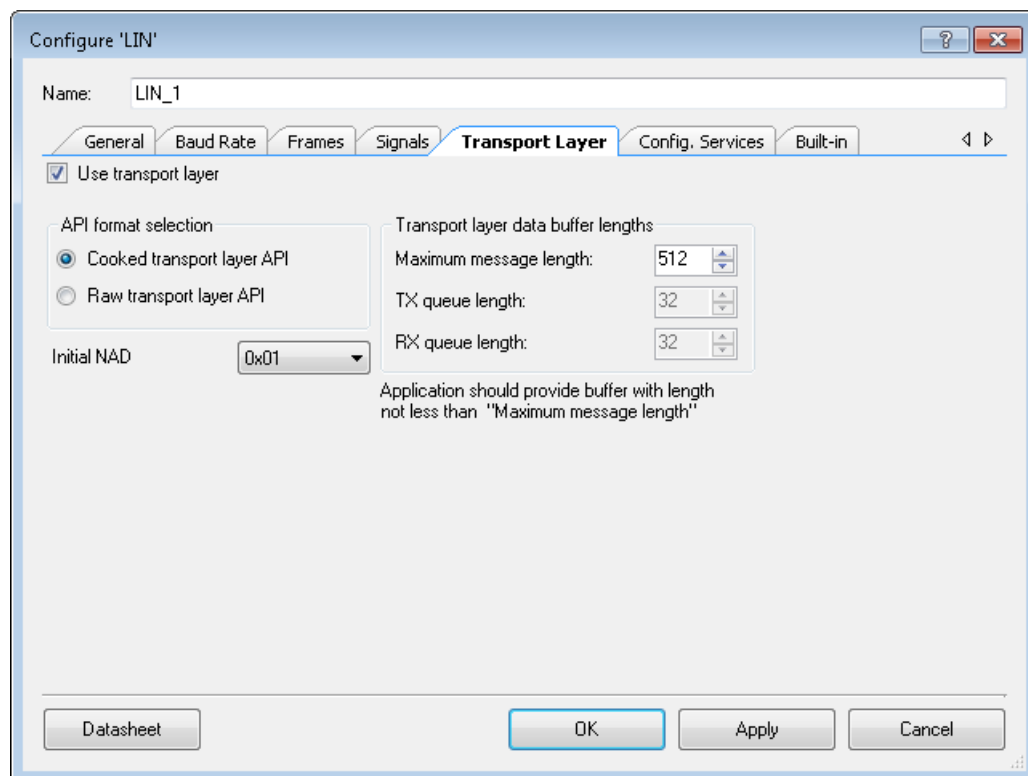 Configure 'LIN'
Name: LIN_1
General Baud Rate Frames Signals Transport Layer Config. Services Built-in
Use transport layer
API format selection
Cooked transport layer API
Raw transport layer API
Initial NAD 0x01
Transport layer data buffer lengths
Maximum message length: 512
TX queue length: 32
RX queue length: 32
Application should provide buffer with length
not less than "Maximum message length"
Datasheet OK Apply Cancel